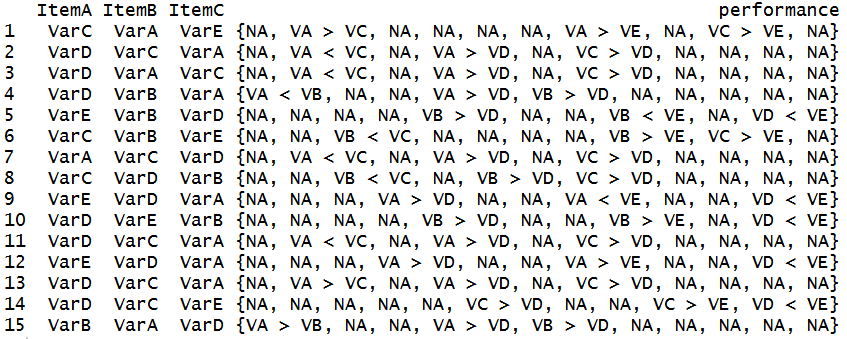 ItemA ItemB ItemC performance
1 VarC VarA VarE {NA, VA > VC, NA, NA, NA, NA, VA > VE, NA, VC > VE, NA}
2 VarD VarC VarA {NA, VA < VC, NA, VA > VD, NA, VC > VD, NA, NA, NA, NA}
3 VarD VarA VarC {NA, VA < VC, NA, VA > VD, NA, VC > VD, NA, NA, NA, NA}
4 VarD VarB VarA {VA < VB, NA, NA, VA > VD, VB > VD, NA, NA, NA, NA, NA}
5 VarE VarB VarD {NA, NA, NA, NA, VB > VD, NA, NA, VB < VE, NA, VD < VE}
6 VarC VarB VarE {NA, NA, VB < VC, NA, NA, NA, NA, VB > VE, VC > VE, NA}
7 VarA VarC VarD {NA, VA < VC, NA, VA > VD, NA, VC > VD, NA, NA, NA, NA}
8 VarC VarD VarB {NA, NA, VB < VC, NA, VB > VD, VC > VD, NA, NA, NA, NA}
9 VarE VarD VarA {NA, NA, NA, VA > VD, NA, NA, VA < VE, NA, NA, VD < VE}
10 VarD VarE VarB {NA, NA, NA, NA, VB > VD, NA, NA, VB > VE, NA, VD < VE}
11 VarD VarC VarA {NA, VA < VC, NA, VA > VD, NA, VC > VD, NA, NA, NA, NA}
12 VarE VarD VarA {NA, NA, NA, VA > VD, NA, NA, VA > VE, NA, NA, VD < VE}
13 VarD VarC VarA {NA, VA > VC, NA, VA > VD, NA, VC > VD, NA, NA, NA, NA}
14 VarD VarC VarE {NA, NA, NA, NA, NA, VC > VD, NA, NA, VC > VE, VD < VE}
15 VarB VarA VarD {VA > VB, NA, NA, VA > VD, VB > VD, NA, NA, NA, NA, NA}